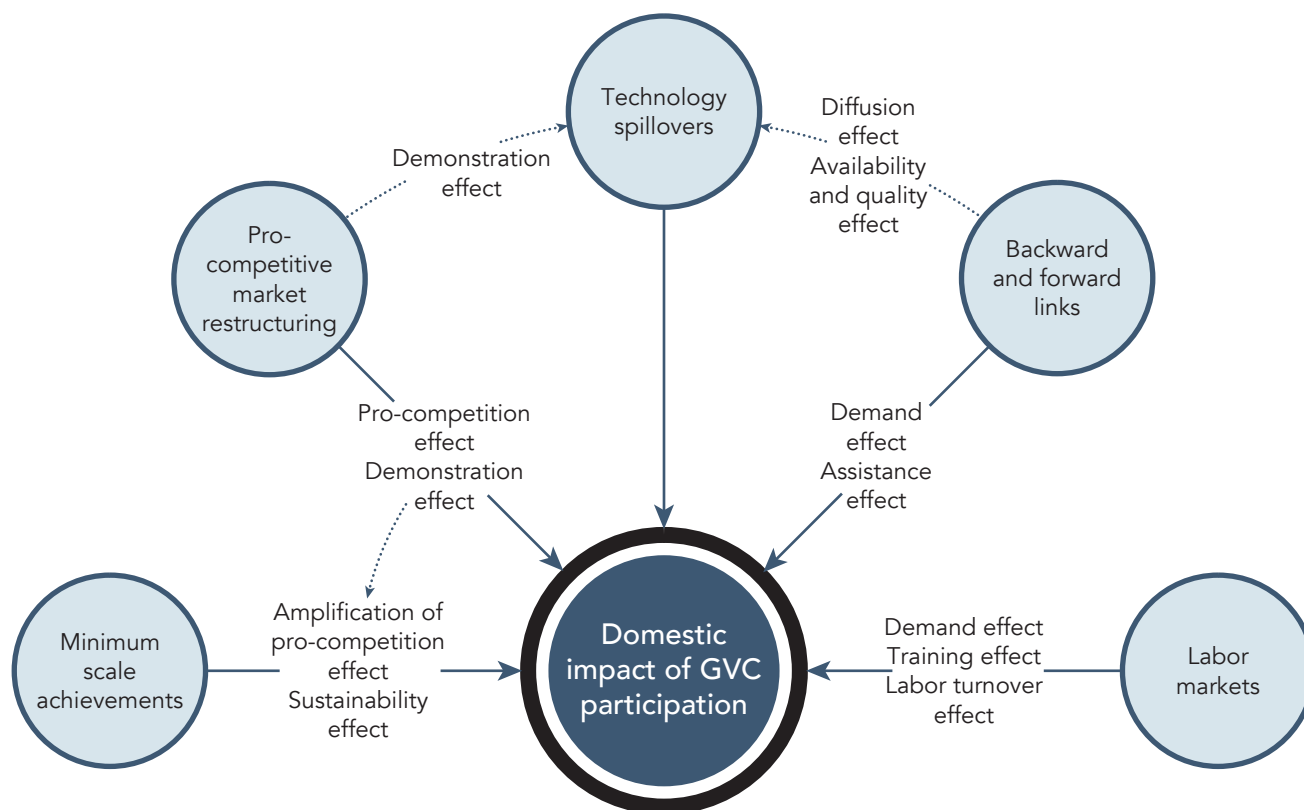 Technology
spillovers
Diffusion
effect
Availability
and quality
effect
Demonstration
effect
Pro-
competitive
market
restructuring
Backward
and forward
links
Pro-competition
effect
Demonstration
effect
Demand
effect
Assistance
effect
Minimum
scale
achievements
Amplification of
pro-competition
effect
Sustainability
effect
Domestic
impact of GVC
participation
Demand effect
Training effect
Labor turnover
effect
Labor
markets